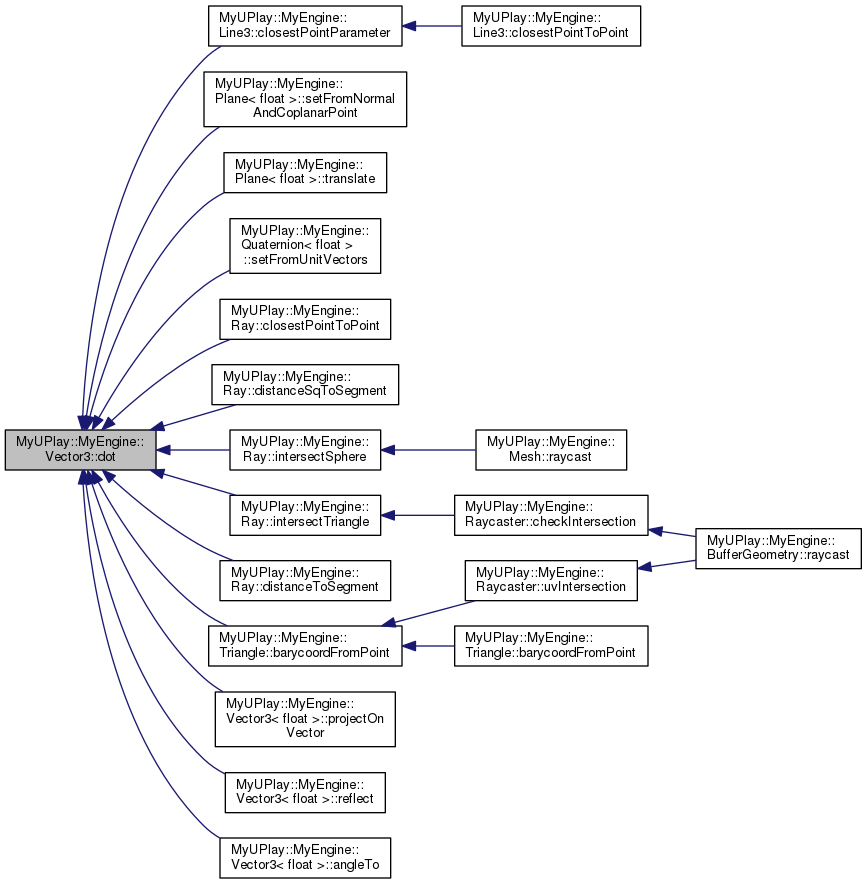 MyUPlay::MyEngine::
Line3::closestPointParameter
MyUPlay::MyEngine::
Line3::closestPointToPoint
MyUPlay::MyEngine::
Plane< float >::setFromNormal
AndCoplanarPoint
MyUPlay::MyEngine::
Plane< float >::translate
MyUPlay::MyEngine::
Quaternion< float >
::setFromUnitVectors
MyUPlay::MyEngine::
Ray::closestPointToPoint
MyUPlay::MyEngine::
Ray::distanceSqToSegment
MyUPlay::MyEngine::
Vector3::dot
MyUPlay::MyEngine::
Ray::intersectSphere
MyUPlay::MyEngine::
Mesh::raycast
MyUPlay::MyEngine::
Ray::intersectTriangle
MyUPlay::MyEngine::
Raycaster::checkIntersection
MyUPlay::MyEngine::
BufferGeometry::raycast
MyUPlay::MyEngine::
Ray::distanceToSegment
MyUPlay::MyEngine::
Raycaster::uvIntersection
MyUPlay::MyEngine::
Triangle::barycoordFromPoint
MyUPlay::MyEngine::
Triangle::barycoordFromPoint
MyUPlay::MyEngine::
Vector3< float >::projectOn
Vector
MyUPlay::MyEngine::
Vector3< float >::reflect
MyUPlay::MyEngine::
Vector3< float >::angleTo